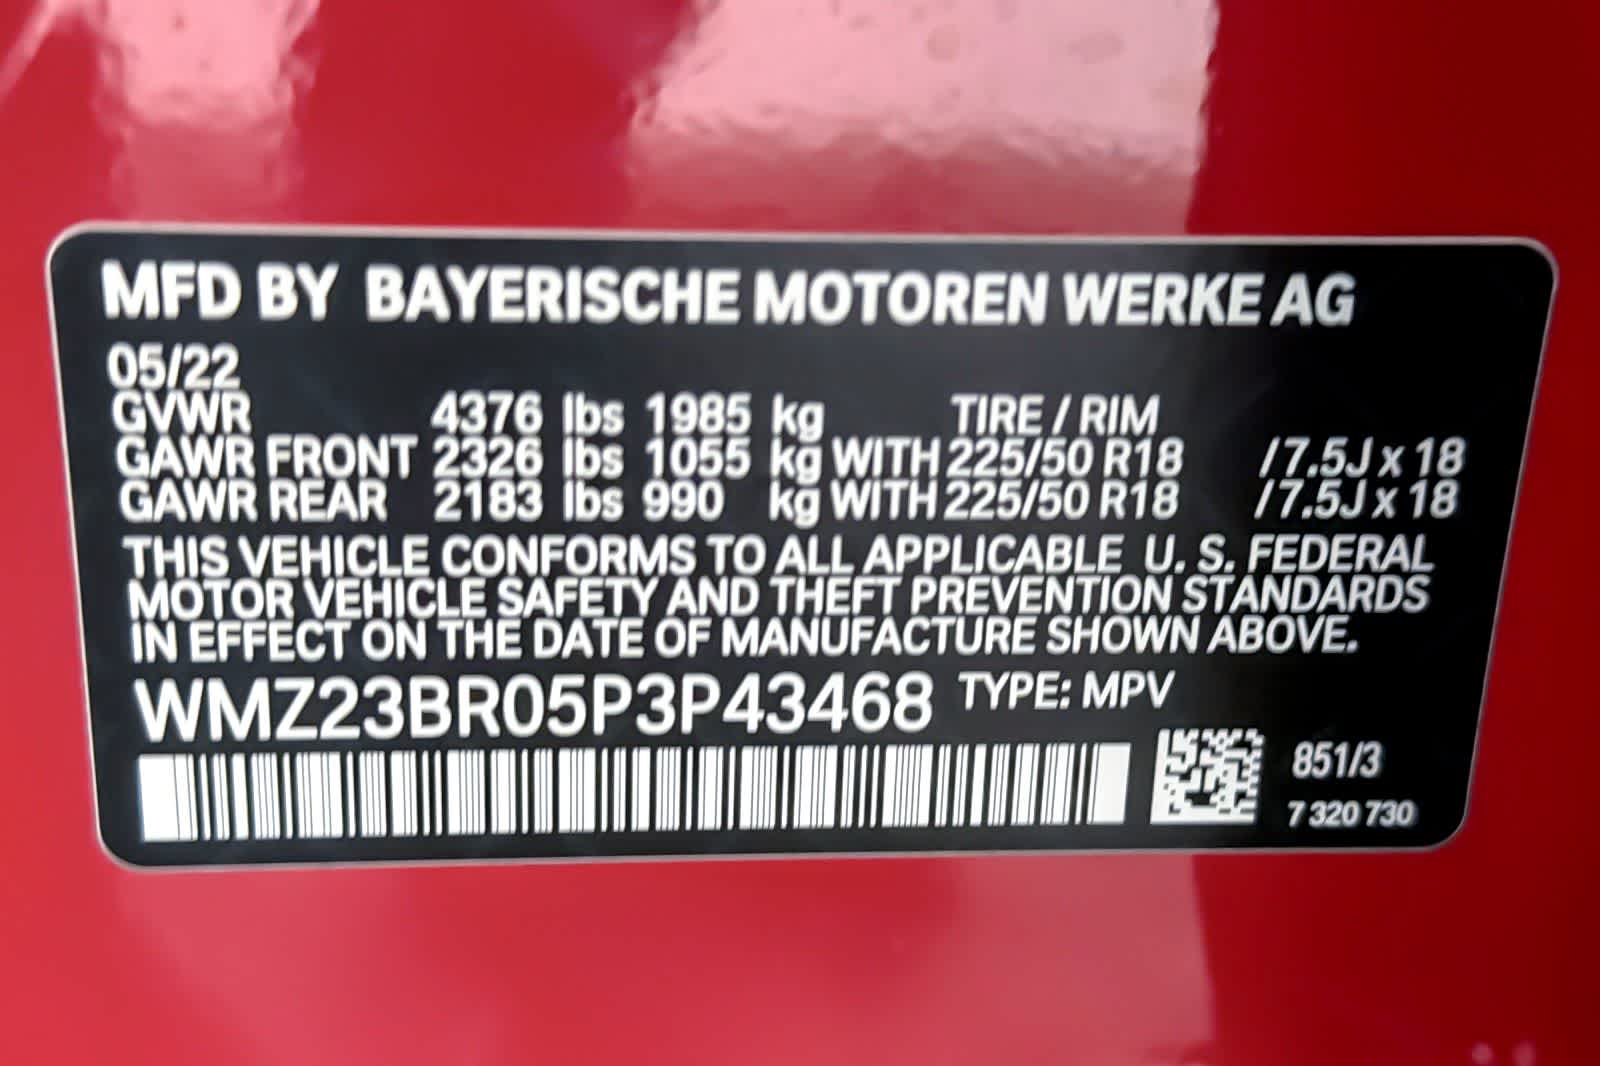 MFD BY BAYERISCHE MOTOREN WERKE AG
05/22
GVWR 4376 lbs 1985 kg TIRE / RIM
GAWR FRONT 2326 lbs 1055 kg WITH 225/50 R18 /7.5J x 18
GAWR REAR 2183 lbs 990 kg WITH 225/50 R18 /7.5J x 18
THIS VEHICLE CONFORMS TO ALL APPLICABLE U. S. FEDERAL
MOTOR VEHICLE SAFETY AND THEFT PREVENTION STANDARDS
IN EFFECT ON THE DATE OF MANUFACTURE SHOWN ABOVE.
WMZ23BR05P3P43468 TYPE: MPV
851/3
7 320 730